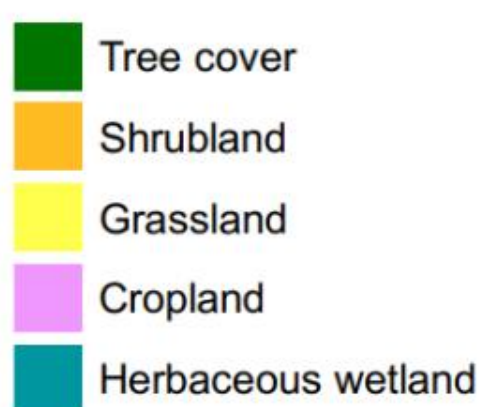 Tree cover
Shrubland
Grassland
Cropland
Herbaceous wetland